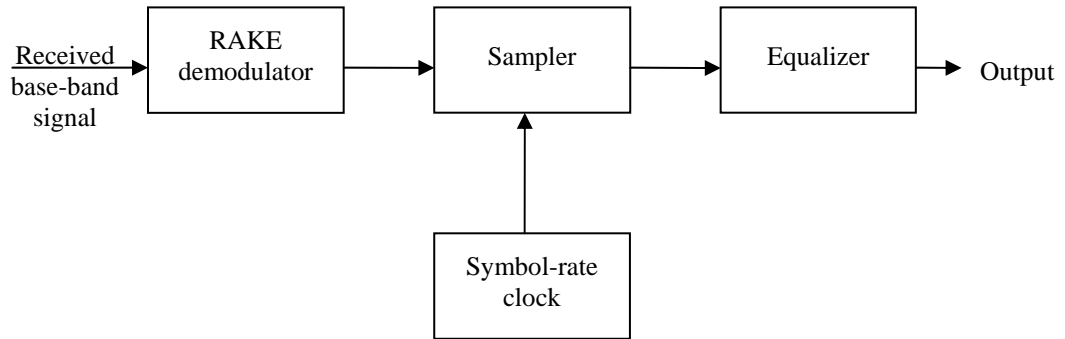 Received
base-band
signal
RAKE
demodulator
Sampler
Equalizer
Output
Symbol-rate
clock